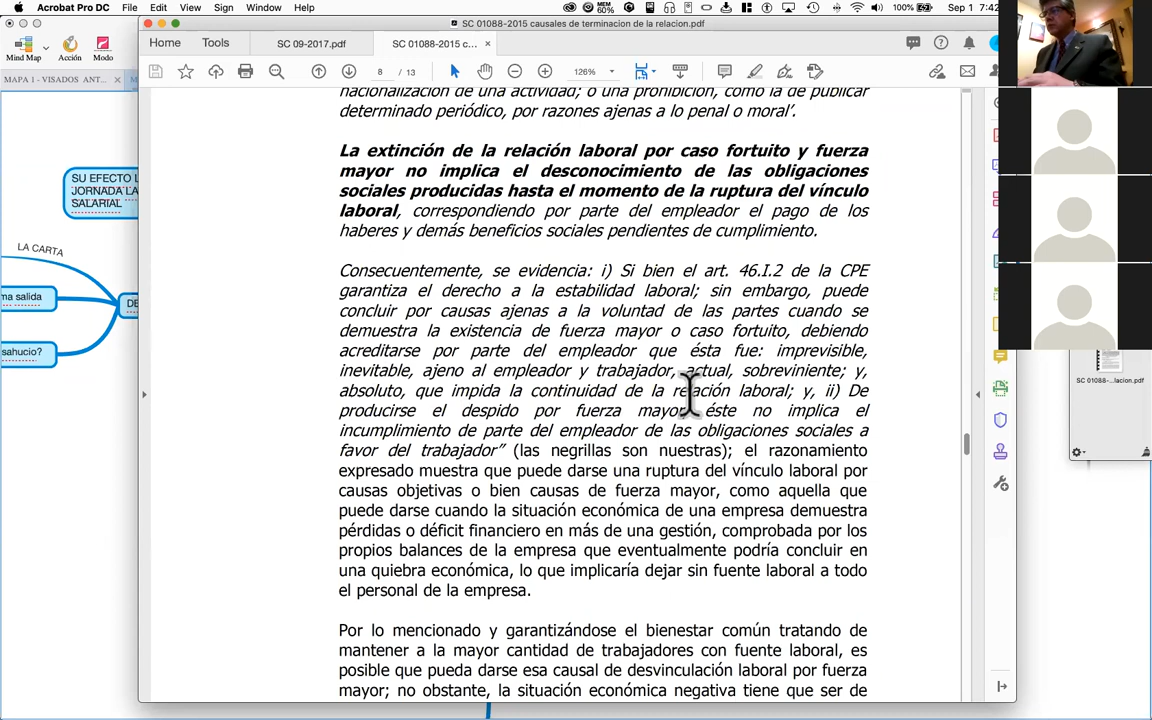 Acrobat Pro DC File Edit View Sign Window Help
MEM 60%
100%
Sep 1 7:42
SC 01088-2015 causales de terminacion de la relacion.pdf
Home Tools SC 09-2017.pdf SC 01088-2015 c... ×
8 / 13
126%
Mind Map Acción Modo
MAPA 1 - VISADOS ANT... ×
SU EFECTO L
JORNADA LA
SALARIAL
LA CARTA
ma salida
DE
sahucio?
nacionalización de una actividad; o una prohibición, como la de publicar
determinado periódico, por razones ajenas a lo penal o moral’.
La extinción de la relación laboral por caso fortuito y fuerza
mayor no implica el desconocimiento de las obligaciones
sociales producidas hasta el momento de la ruptura del vínculo
laboral, correspondiendo por parte del empleador el pago de los
haberes y demás beneficios sociales pendientes de cumplimiento.
Consecuentemente, se evidencia: i) Si bien el art. 46.I.2 de la CPE
garantiza el derecho a la estabilidad laboral; sin embargo, puede
concluir por causas ajenas a la voluntad de las partes cuando se
demuestra la existencia de fuerza mayor o caso fortuito, debiendo
acreditarse por parte del empleador que ésta fue: imprevisible,
inevitable, ajeno al empleador y trabajador, actual, sobreviniente; y,
absoluto, que impida la continuidad de la relación laboral; y, ii) De
producirse el despido por fuerza mayor éste no implica el
incumplimiento de parte del empleador de las obligaciones sociales a
favor del trabajador” (las negrillas son nuestras); el razonamiento
expresado muestra que puede darse una ruptura del vínculo laboral por
causas objetivas o bien causas de fuerza mayor, como aquella que
puede darse cuando la situación económica de una empresa demuestra
pérdidas o déficit financiero en más de una gestión, comprobada por los
propios balances de la empresa que eventualmente podría concluir en
una quiebra económica, lo que implicaría dejar sin fuente laboral a todo
el personal de la empresa.
Por lo mencionado y garantizándose el bienestar común tratando de
mantener a la mayor cantidad de trabajadores con fuente laboral, es
posible que pueda darse esa causal de desvinculación laboral por fuerza
mayor; no obstante, la situación económica negativa tiene que ser de
SC 01088-...lacion.pdf